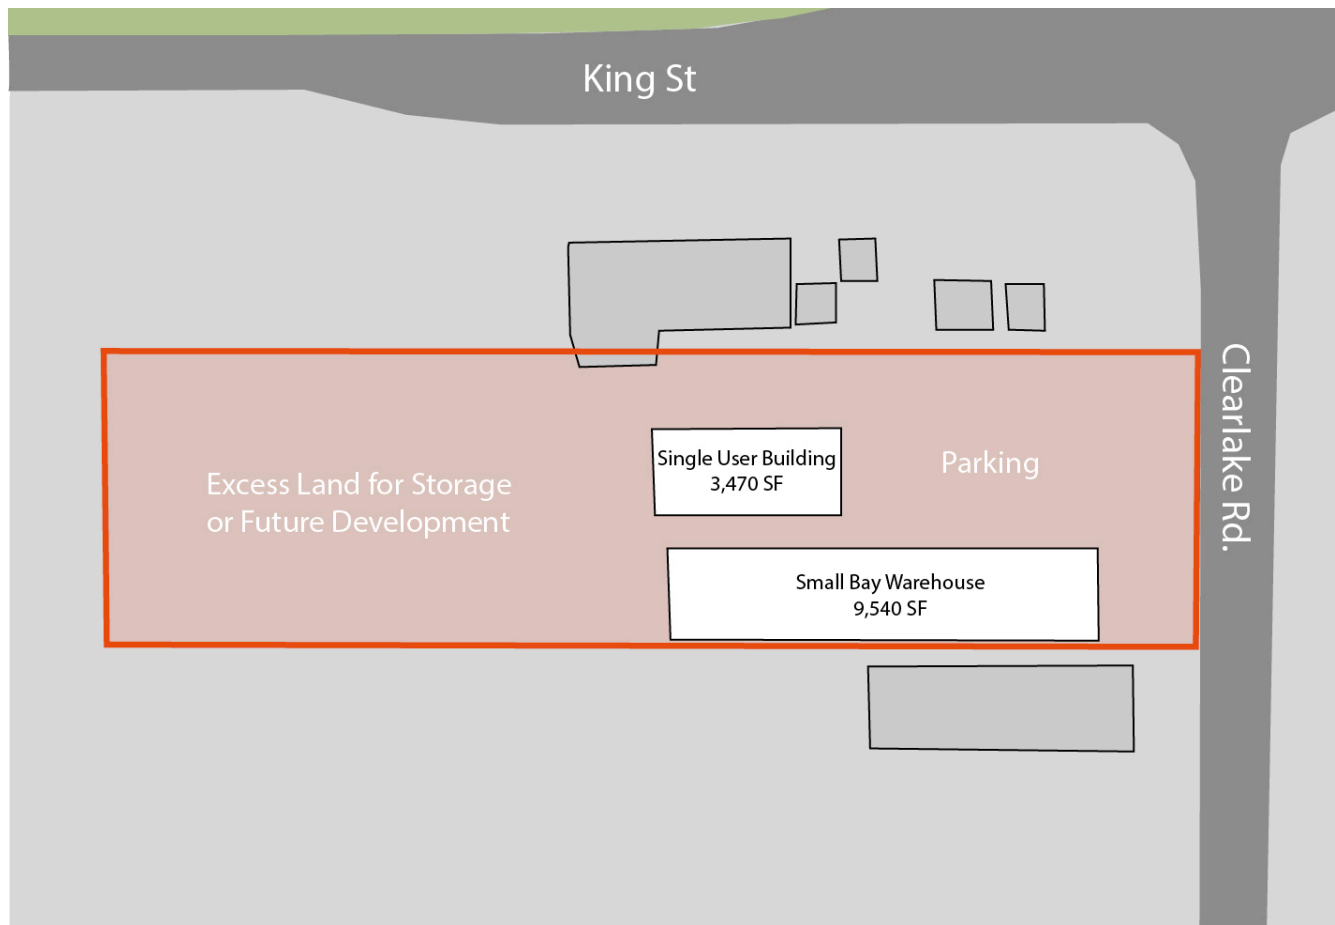 King St
Clearlake Rd.
Single User Building
3,470 SF
Parking
Excess Land for Storage
or Future Development
Small Bay Warehouse
9,540 SF